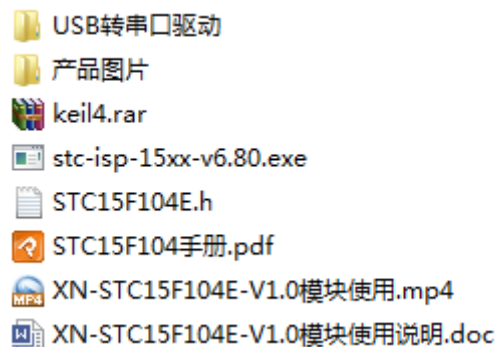 USB转串口驱动
产品图片
keil4.rar
stc-isp-15xx-v6.80.exe
STC15F104E.h
STC15F104手册.pdf
MP4 XN-STC15F104E-V1.0模块使用.mp4
XN-STC15F104E-V1.0模块使用说明.doc